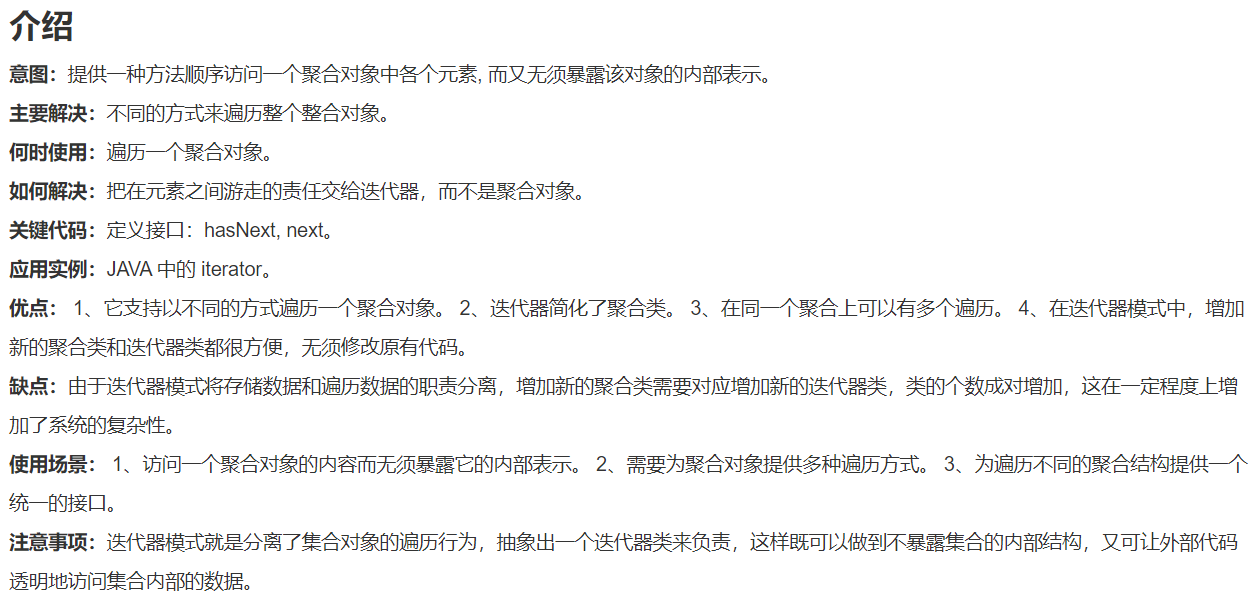 介绍
意图：提供一种方法顺序访问一个聚合对象中各个元素, 而又无须暴露该对象的内部表示。
主要解决：不同的方式来遍历整个整合对象。
何时使用：遍历一个聚合对象。
如何解决：把在元素之间游走的责任交给迭代器，而不是聚合对象。
关键代码：定义接口：hasNext, next。
应用实例：JAVA 中的 iterator。
优点： 1、它支持以不同的方式遍历一个聚合对象。 2、迭代器简化了聚合类。 3、在同一个聚合上可以有多个遍历。 4、在迭代器模式中，增加
新的聚合类和迭代器类都很方便，无须修改原有代码。
缺点：由于迭代器模式将存储数据和遍历数据的职责分离，增加新的聚合类需要对应增加新的迭代器类，类的个数成对增加，这在一定程度上增
加了系统的复杂性。
使用场景： 1、访问一个聚合对象的内容而无须暴露它的内部表示。 2、需要为聚合对象提供多种遍历方式。 3、为遍历不同的聚合结构提供一个
统一的接口。
注意事项：迭代器模式就是分离了集合对象的遍历行为，抽象出一个迭代器类来负责，这样既可以做到不暴露集合的内部结构，又可让外部代码
透明地访问集合内部的数据。